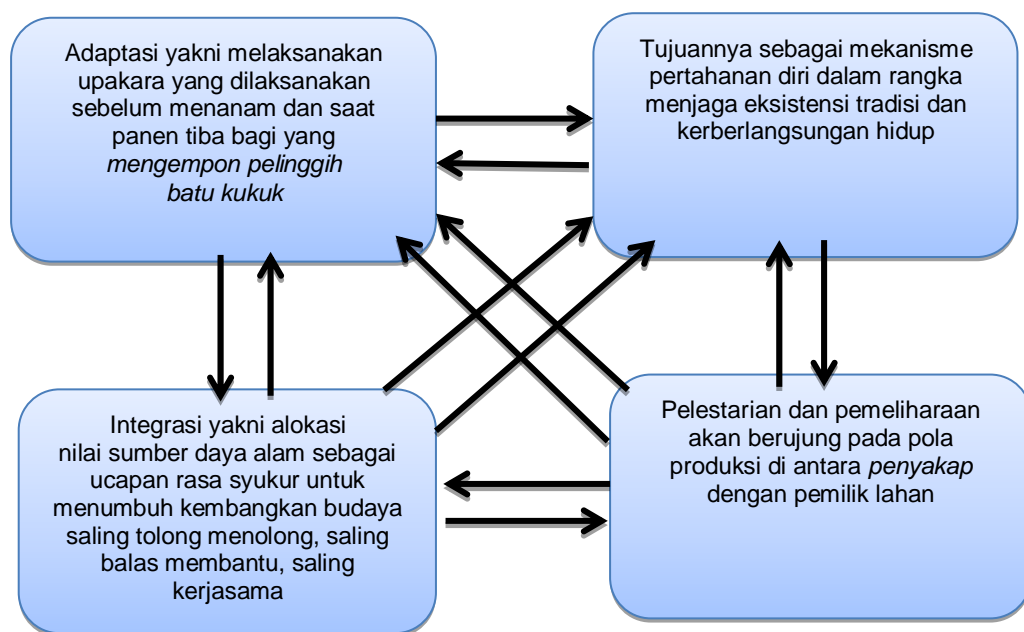 Adaptasi yakni melaksanakan
upakara yang dilaksanakan
sebelum menanam dan saat
panen tiba bagi yang
mengempon pelinggih
batu kukuk
Tujuannya sebagai mekanisme
pertahanan diri dalam rangka
menjaga eksistensi tradisi dan
kerberlangsungan hidup
Integrasi yakni alokasi
nilai sumber daya alam sebagai
ucapan rasa syukur untuk
menumbuh kembangkan budaya
saling tolong menolong, saling
balas membantu, saling
kerjasama
Pelestarian dan pemeliharaan
akan berujung pada pola
produksi di antara penyakap
dengan pemilik lahan